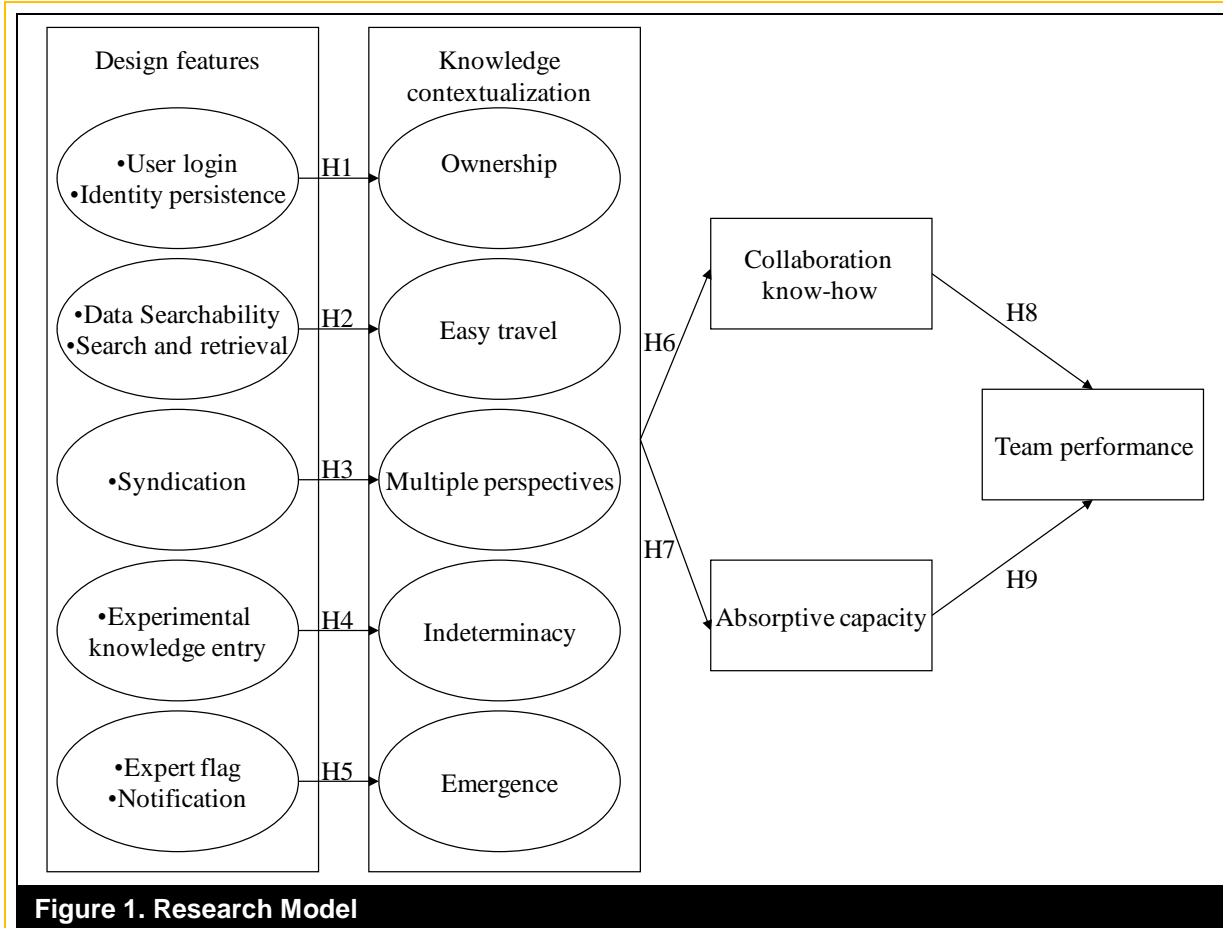 Design features
Knowledge
contextualization
•User login
•Identity persistence
H1
Ownership
•Data Searchability
•Search and retrieval
H2
Easy travel
•Syndication
H3
Multiple perspectives
•Experimental
knowledge entry
H4
Indeterminacy
•Expert flag
•Notification
H5
Emergence
H6
H7
Collaboration
know-how
Absorptive capacity
H8
H9
Team performance
Figure 1. Research Model